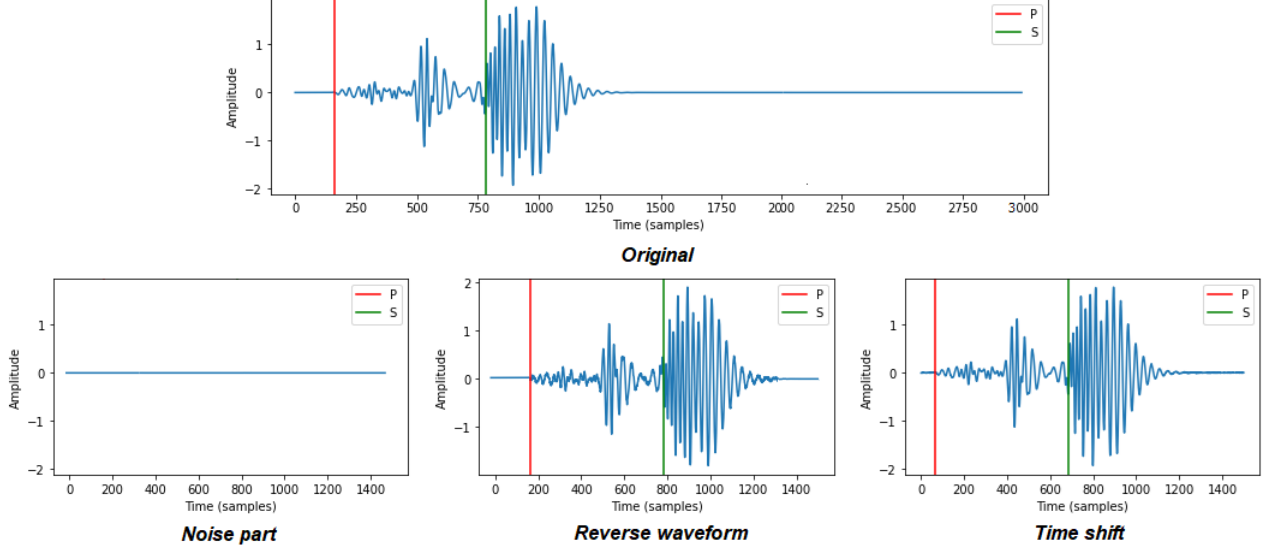 P
S
Amplitude
1
0
−1
−2
0 250 500 750 1000 1250 1500 1750 2000 2250 2500 2750 3000
Time (samples)
Original
P
S
Amplitude
1
0
−1
−2
0 200 400 600 800 1000 1200 1400
Time (samples)
Noise part
P
S
Amplitude
2
1
0
−1
0 200 400 600 800 1000 1200 1400
Time (samples)
Reverse waveform
P
S
Amplitude
1
0
−1
−2
0 200 400 600 800 1000 1200 1400
Time (samples)
Time shift